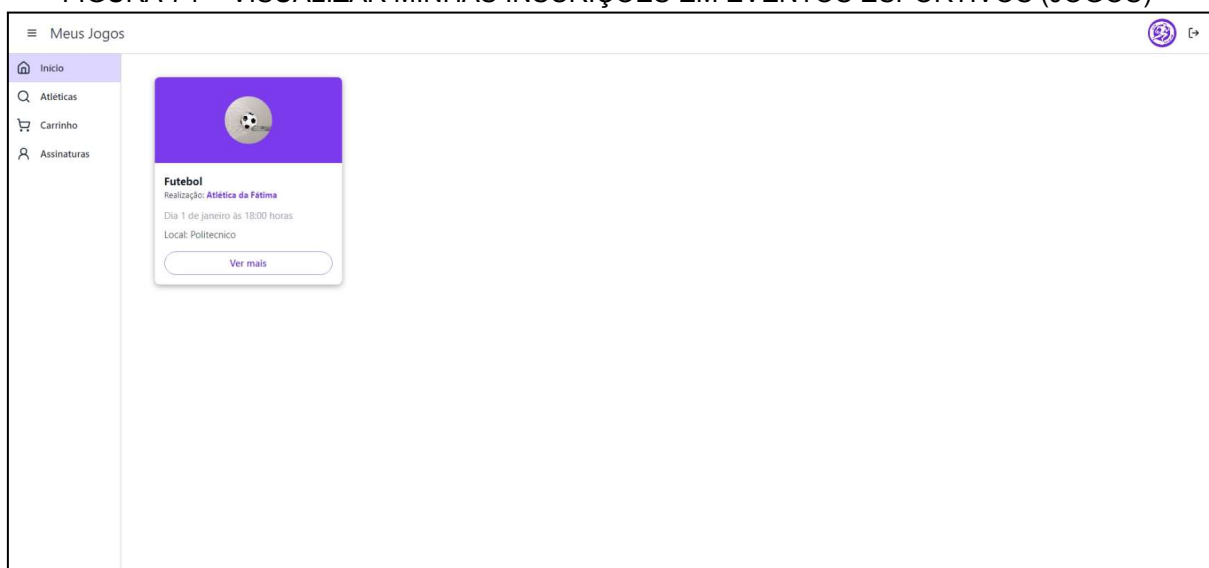 FIGURA 71 – VISUALIZAR MINHAS INSCRIÇÕES EM EVENTOS ESPORTIVOS (JOGOS)
Meus Jogos
Início
Atléticas
Carrinho
Assinaturas
Futebol
Realização: Atlética da Fátima
Dia 1 de janeiro às 18:00 horas
Local: Politecnico
Ver mais